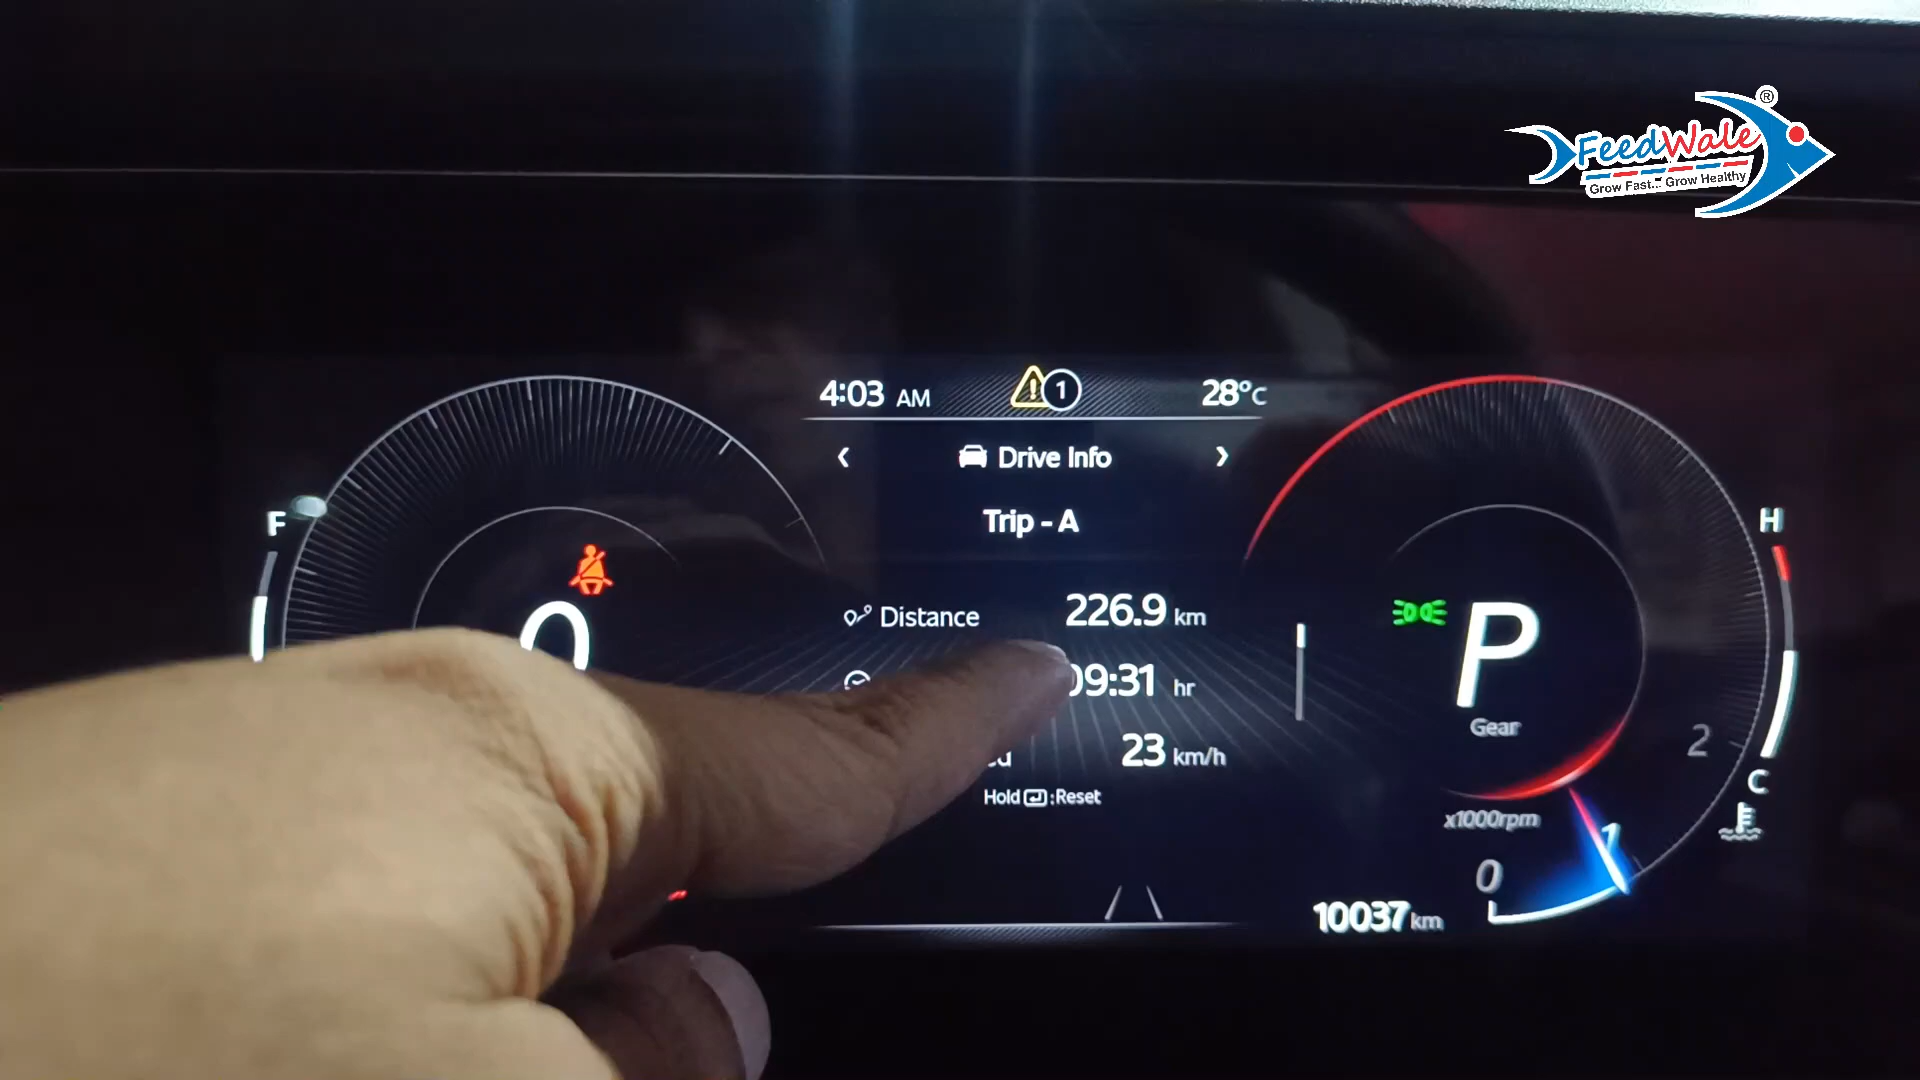 ®
FeedWale
Grow Fast... Grow Healthy
4:03 AM
1
28°C
Drive Info
Trip - A
F
H
Distance 226.9 km
09:31 hr
23 km/h
Hold :Reset
0
P
Gear
2
C
x1000rpm
1
0
10037 km